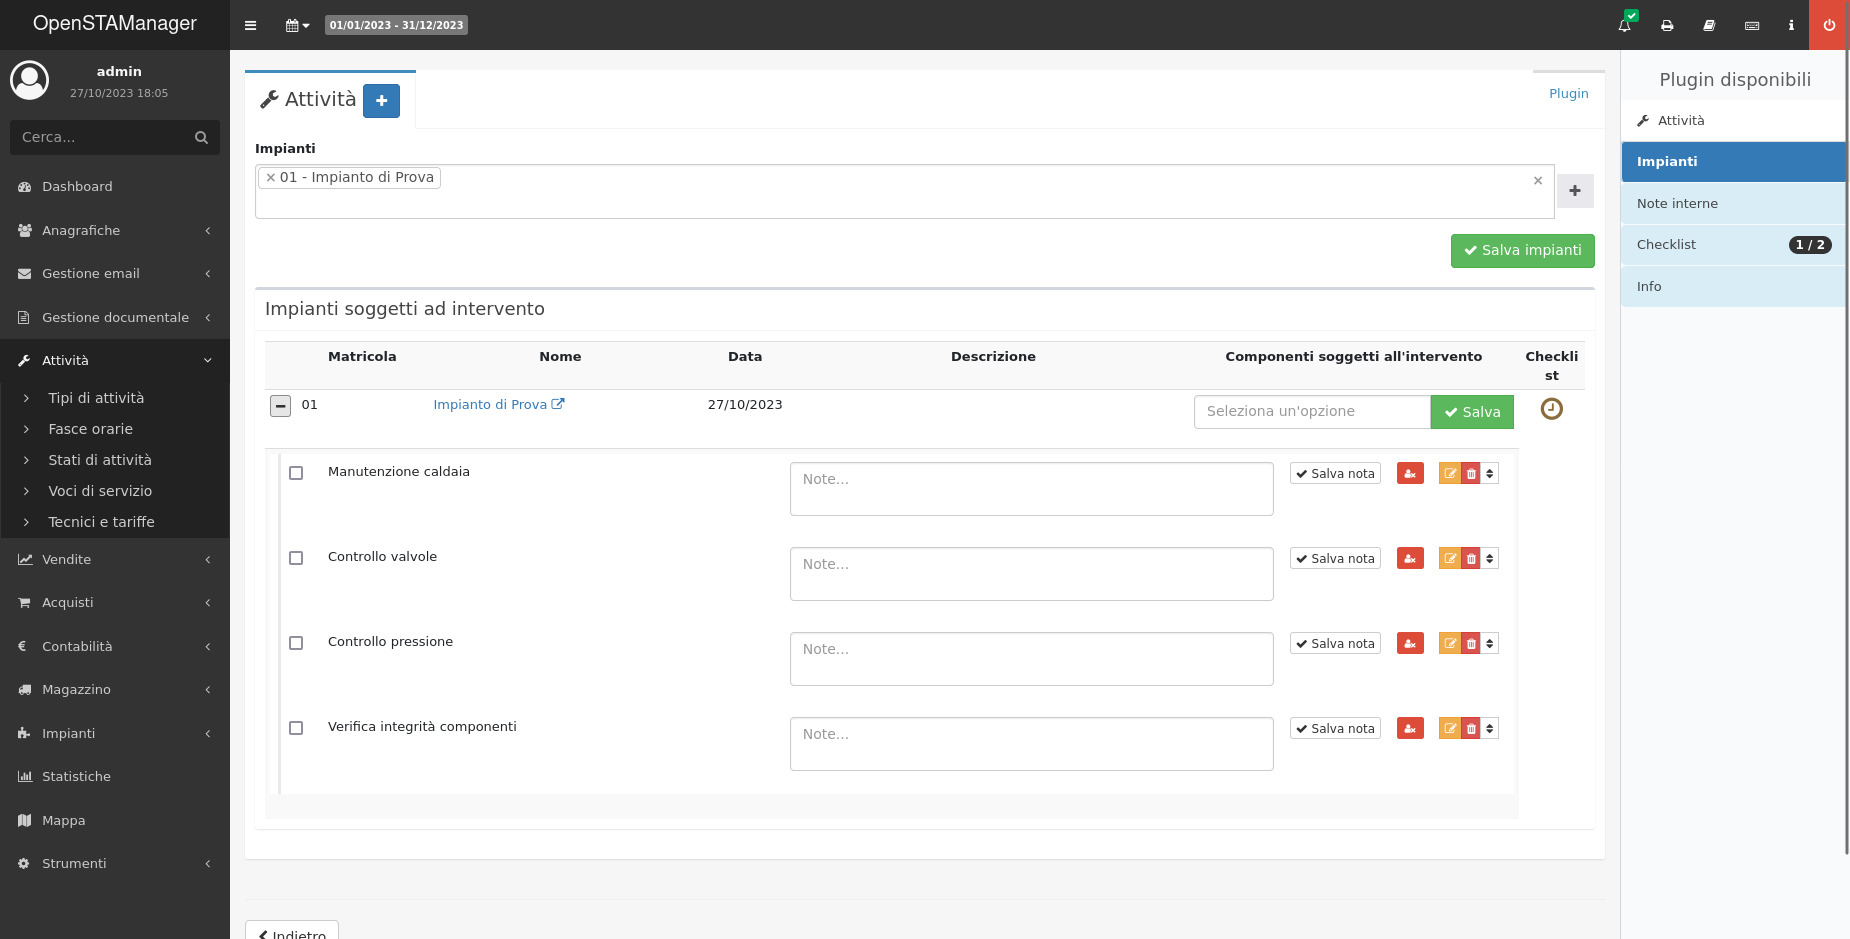 OpenSTAManager
01/01/2023 - 31/12/2023
admin
27/10/2023 18:05
Cerca...
Dashboard
Anagrafiche
Gestione email
Gestione documentale
Attività
Tipi di attività
Fasce orarie
Stati di attività
Voci di servizio
Tecnici e tariffe
Vendite
Acquisti
Contabilità
Magazzino
Impianti
Statistiche
Mappa
Strumenti
Attività
Plugin
Impianti
× 01 - Impianto di Prova ×
Salva impianti
Impianti soggetti ad intervento
Matricola Nome Data Descrizione Componenti soggetti all'intervento Checkli
st
01 Impianto di Prova 27/10/2023 Seleziona un'opzione Salva
Manutenzione caldaia Note... Salva nota
Controllo valvole Note... Salva nota
Controllo pressione Note... Salva nota
Verifica integrità componenti Note... Salva nota
Indietro
Plugin disponibili
Attività
Impianti
Note interne
Checklist 1 / 2
Info